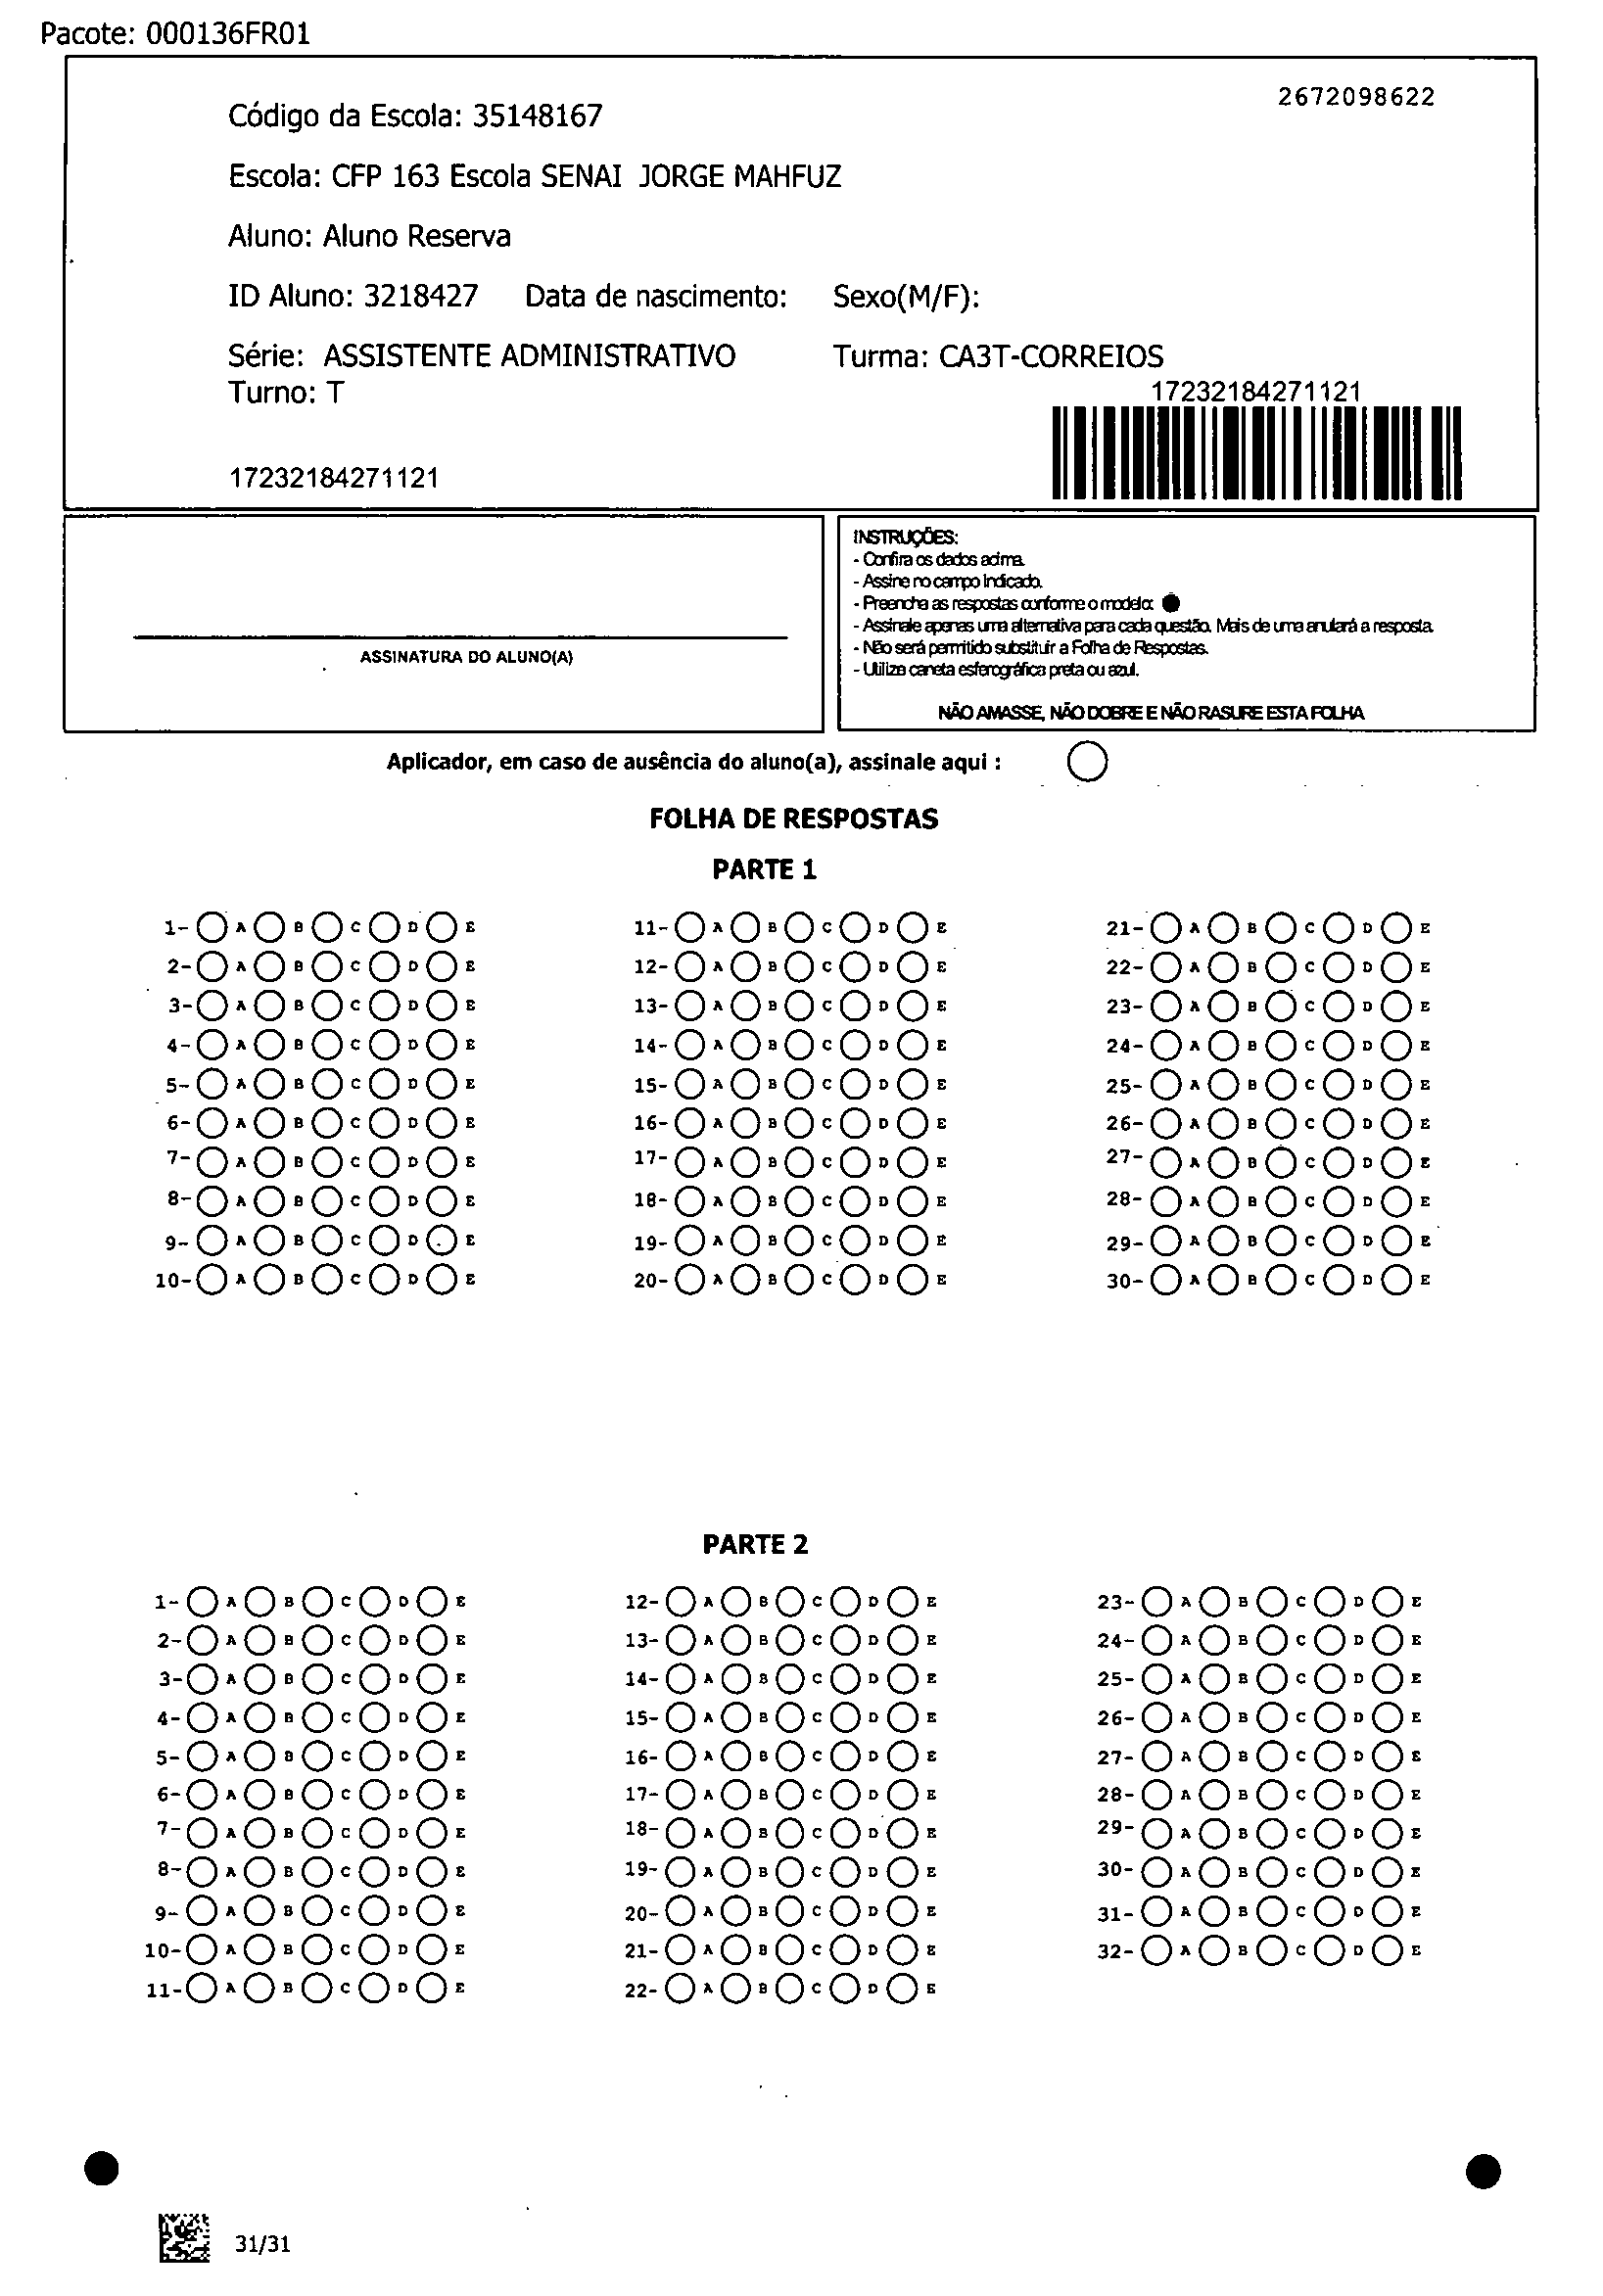 Pacote: 000136FR01
2672098622
Código da Escola: 35148167
Escola: CFP 163 Escola SENAI JORGE MAHFUZ
Aluno: Aluno Reserva
ID Aluno: 3218427 Data de nascimento: Sexo(M/F):
Série: ASSISTENTE ADMINISTRATIVO Turma: CA3T-CORREIOS
Turno: T
17232184271121
17232184271121
ASSINATURA DO ALUNO(A)
INSTRUÇÕES:
- Confira os dados acima.
- Assine no campo Indicado.
- Preencha as respostas conforme o modelo:
- Assinale apenas uma alternativa para cada questão. Mais de uma anulará a resposta.
- Não será permitido substituir a Folha de Respostas.
- Utilize caneta esferográfica preta ou azul.
NÃO AMASSE, NÃO DOBRE E NÃO RASURE ESTA FOLHA
Aplicador, em caso de ausência do aluno(a), assinale aqui :
FOLHA DE RESPOSTAS
PARTE 1
1- A B C D E 11- A B C D E 21- A B C D E
2- A B C D E 12- A B C D E 22- A B C D E
3- A B C D E 13- A B C D E 23- A B C D E
4- A B C D E 14- A B C D E 24- A B C D E
5- A B C D E 15- A B C D E 25- A B C D E
6- A B C D E 16- A B C D E 26- A B C D E
7- A B C D E 17- A B C D E 27- A B C D E
8- A B C D E 18- A B C D E 28- A B C D E
9- A B C D E 19- A B C D E 29- A B C D E
10- A B C D E 20- A B C D E 30- A B C D E
PARTE 2
1- A B C D E 12- A B C D E 23- A B C D E
2- A B C D E 13- A B C D E 24- A B C D E
3- A B C D E 14- A B C D E 25- A B C D E
4- A B C D E 15- A B C D E 26- A B C D E
5- A B C D E 16- A B C D E 27- A B C D E
6- A B C D E 17- A B C D E 28- A B C D E
7- A B C D E 18- A B C D E 29- A B C D E
8- A B C D E 19- A B C D E 30- A B C D E
9- A B C D E 20- A B C D E 31- A B C D E
10- A B C D E 21- A B C D E 32- A B C D E
11- A B C D E 22- A B C D E
31/31